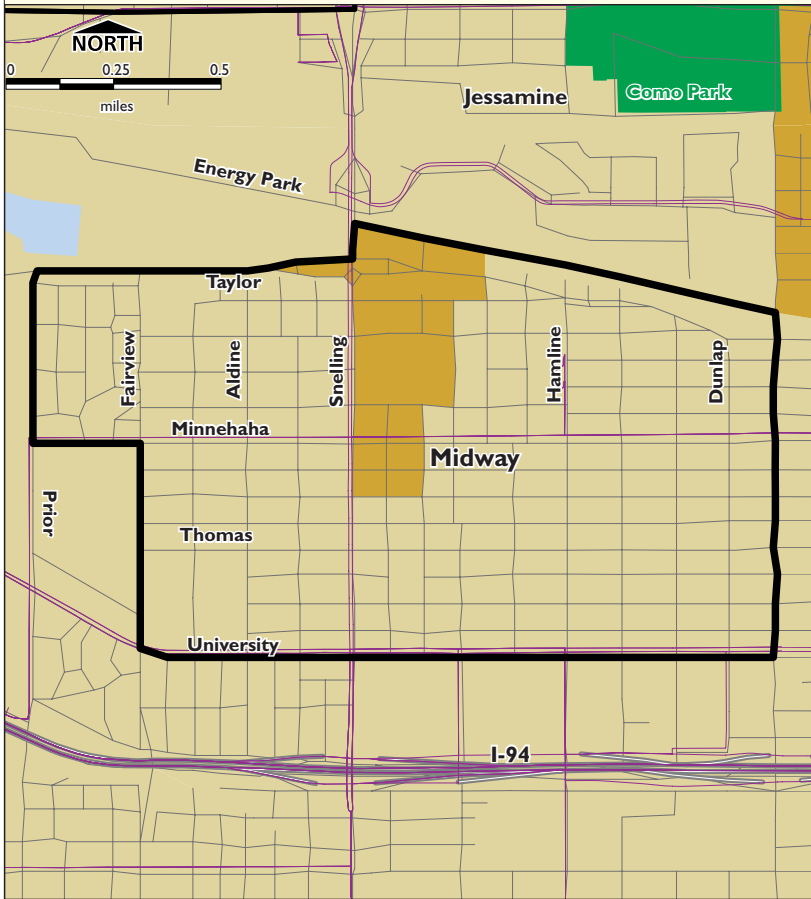 NORTH
0 0.25 0.5
miles
Jessamine
Como Park
Energy Park
Taylor
Fairview
Aldine
Snelling
Hamline
Dunlap
Minnehaha
Midway
Prior
Thomas
University
I-94